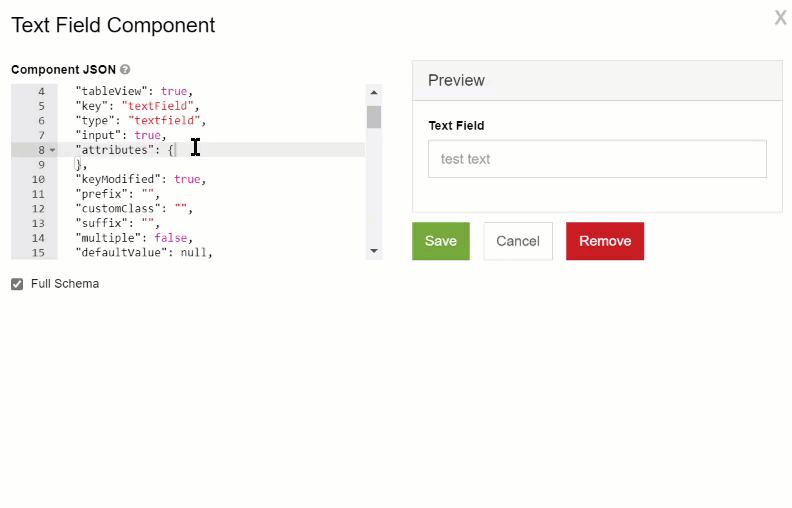 Text Field Component
X
Component JSON ?
4 "tableView": true,
5 "key": "textField",
6 "type": "textfield",
7 "input": true,
8 "attributes": {
9 },
10 "keyModified": true,
11 "prefix": "",
12 "customClass": "",
13 "suffix": "",
14 "multiple": false,
15 "defaultValue": null,
Full Schema
Preview
Text Field
test text
Save Cancel Remove